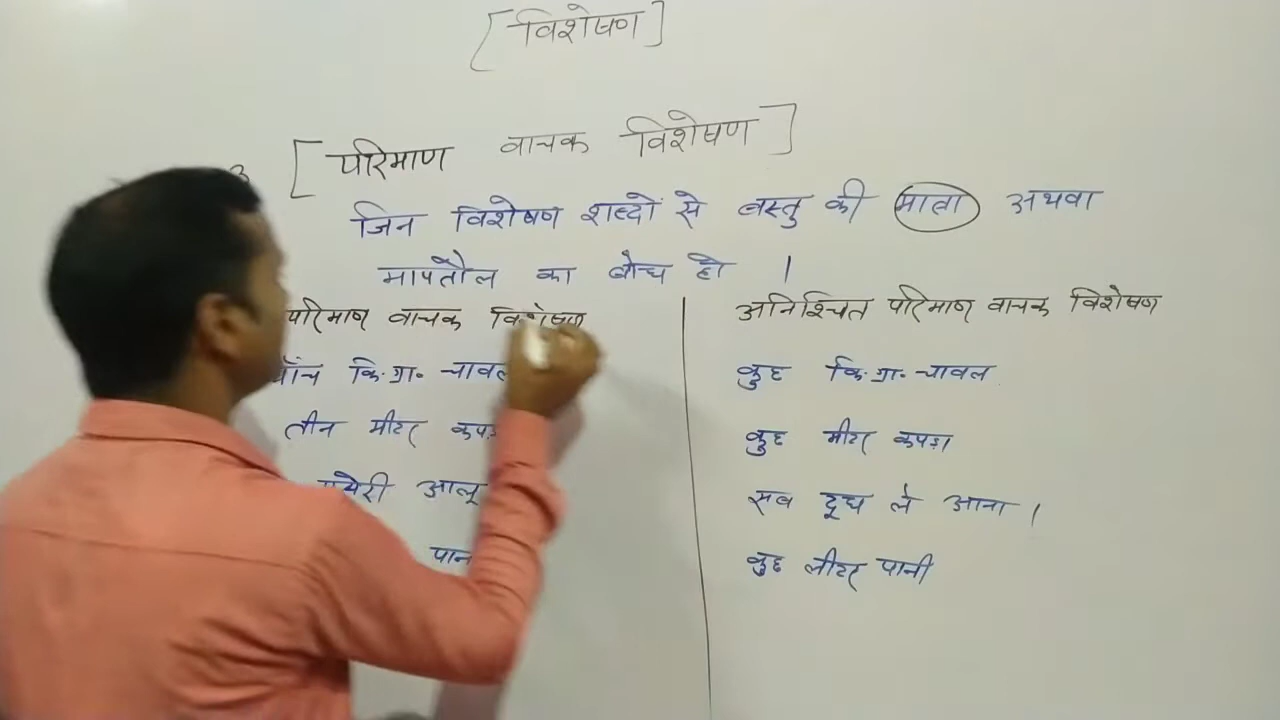 [विशेषण]
[परिमाण वाचक विशेषण]
जिन विशेषण शब्दों से वस्तु की मात्रा अथवा
मापतौल का बोध हो ।
परिमाण वाचक विशेषण
पाँच कि.ग्रा. चावल
तीन मीटर कपड़ा
आलू
अनिश्चित परिमाण वाचक विशेषण
कुछ कि.ग्रा. चावल
कुछ मीटर कपड़ा
सब दूध ले आना ।
कुछ लीटर पानी